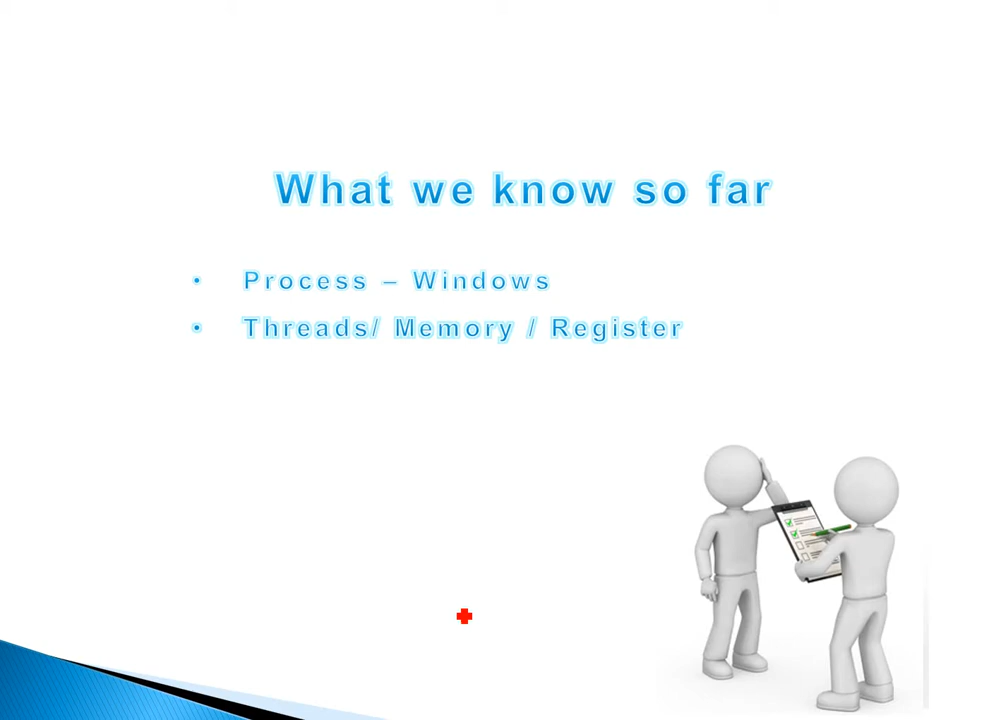 What we know so far
• Process – Windows
• Threads/ Memory / Register